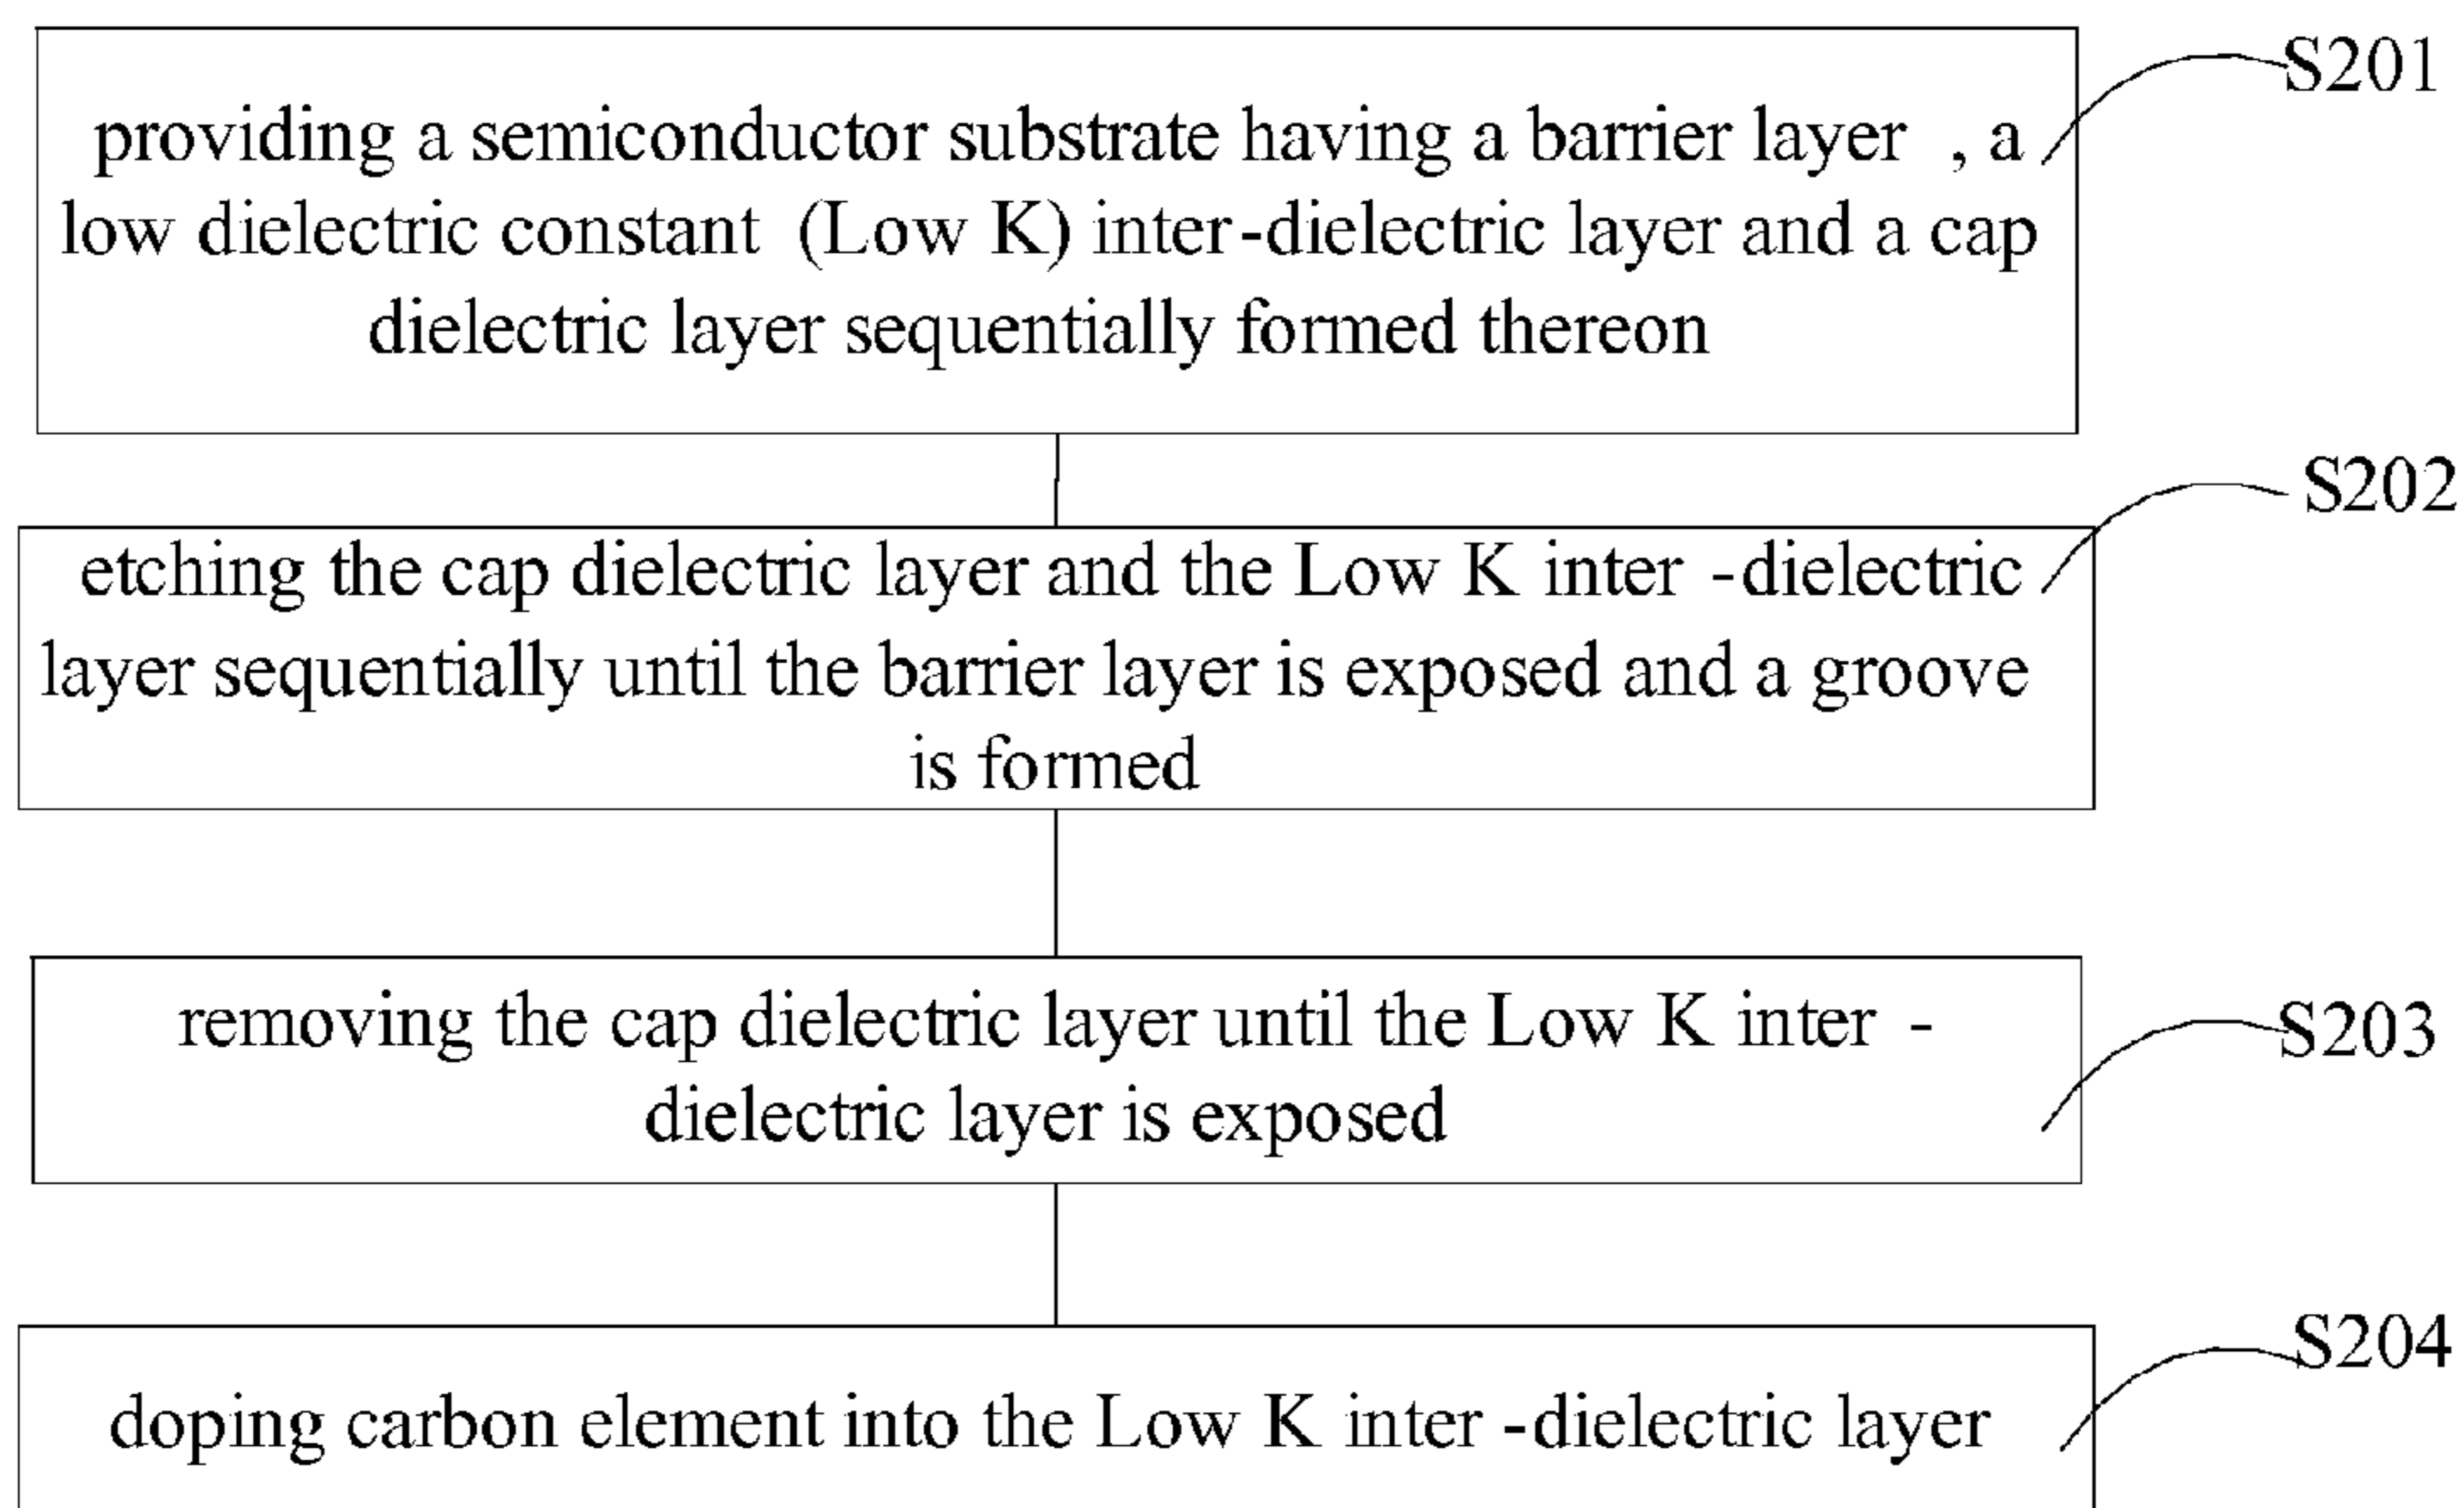 S201
providing a semiconductor substrate having a barrier layer , a
low dielectric constant (Low K) inter-dielectric layer and a cap
dielectric layer sequentially formed thereon
S202
etching the cap dielectric layer and the Low K inter -dielectric
layer sequentially until the barrier layer is exposed and a groove
is formed
S203
removing the cap dielectric layer until the Low K inter -
dielectric layer is exposed
S204
doping carbon element into the Low K inter -dielectric layer